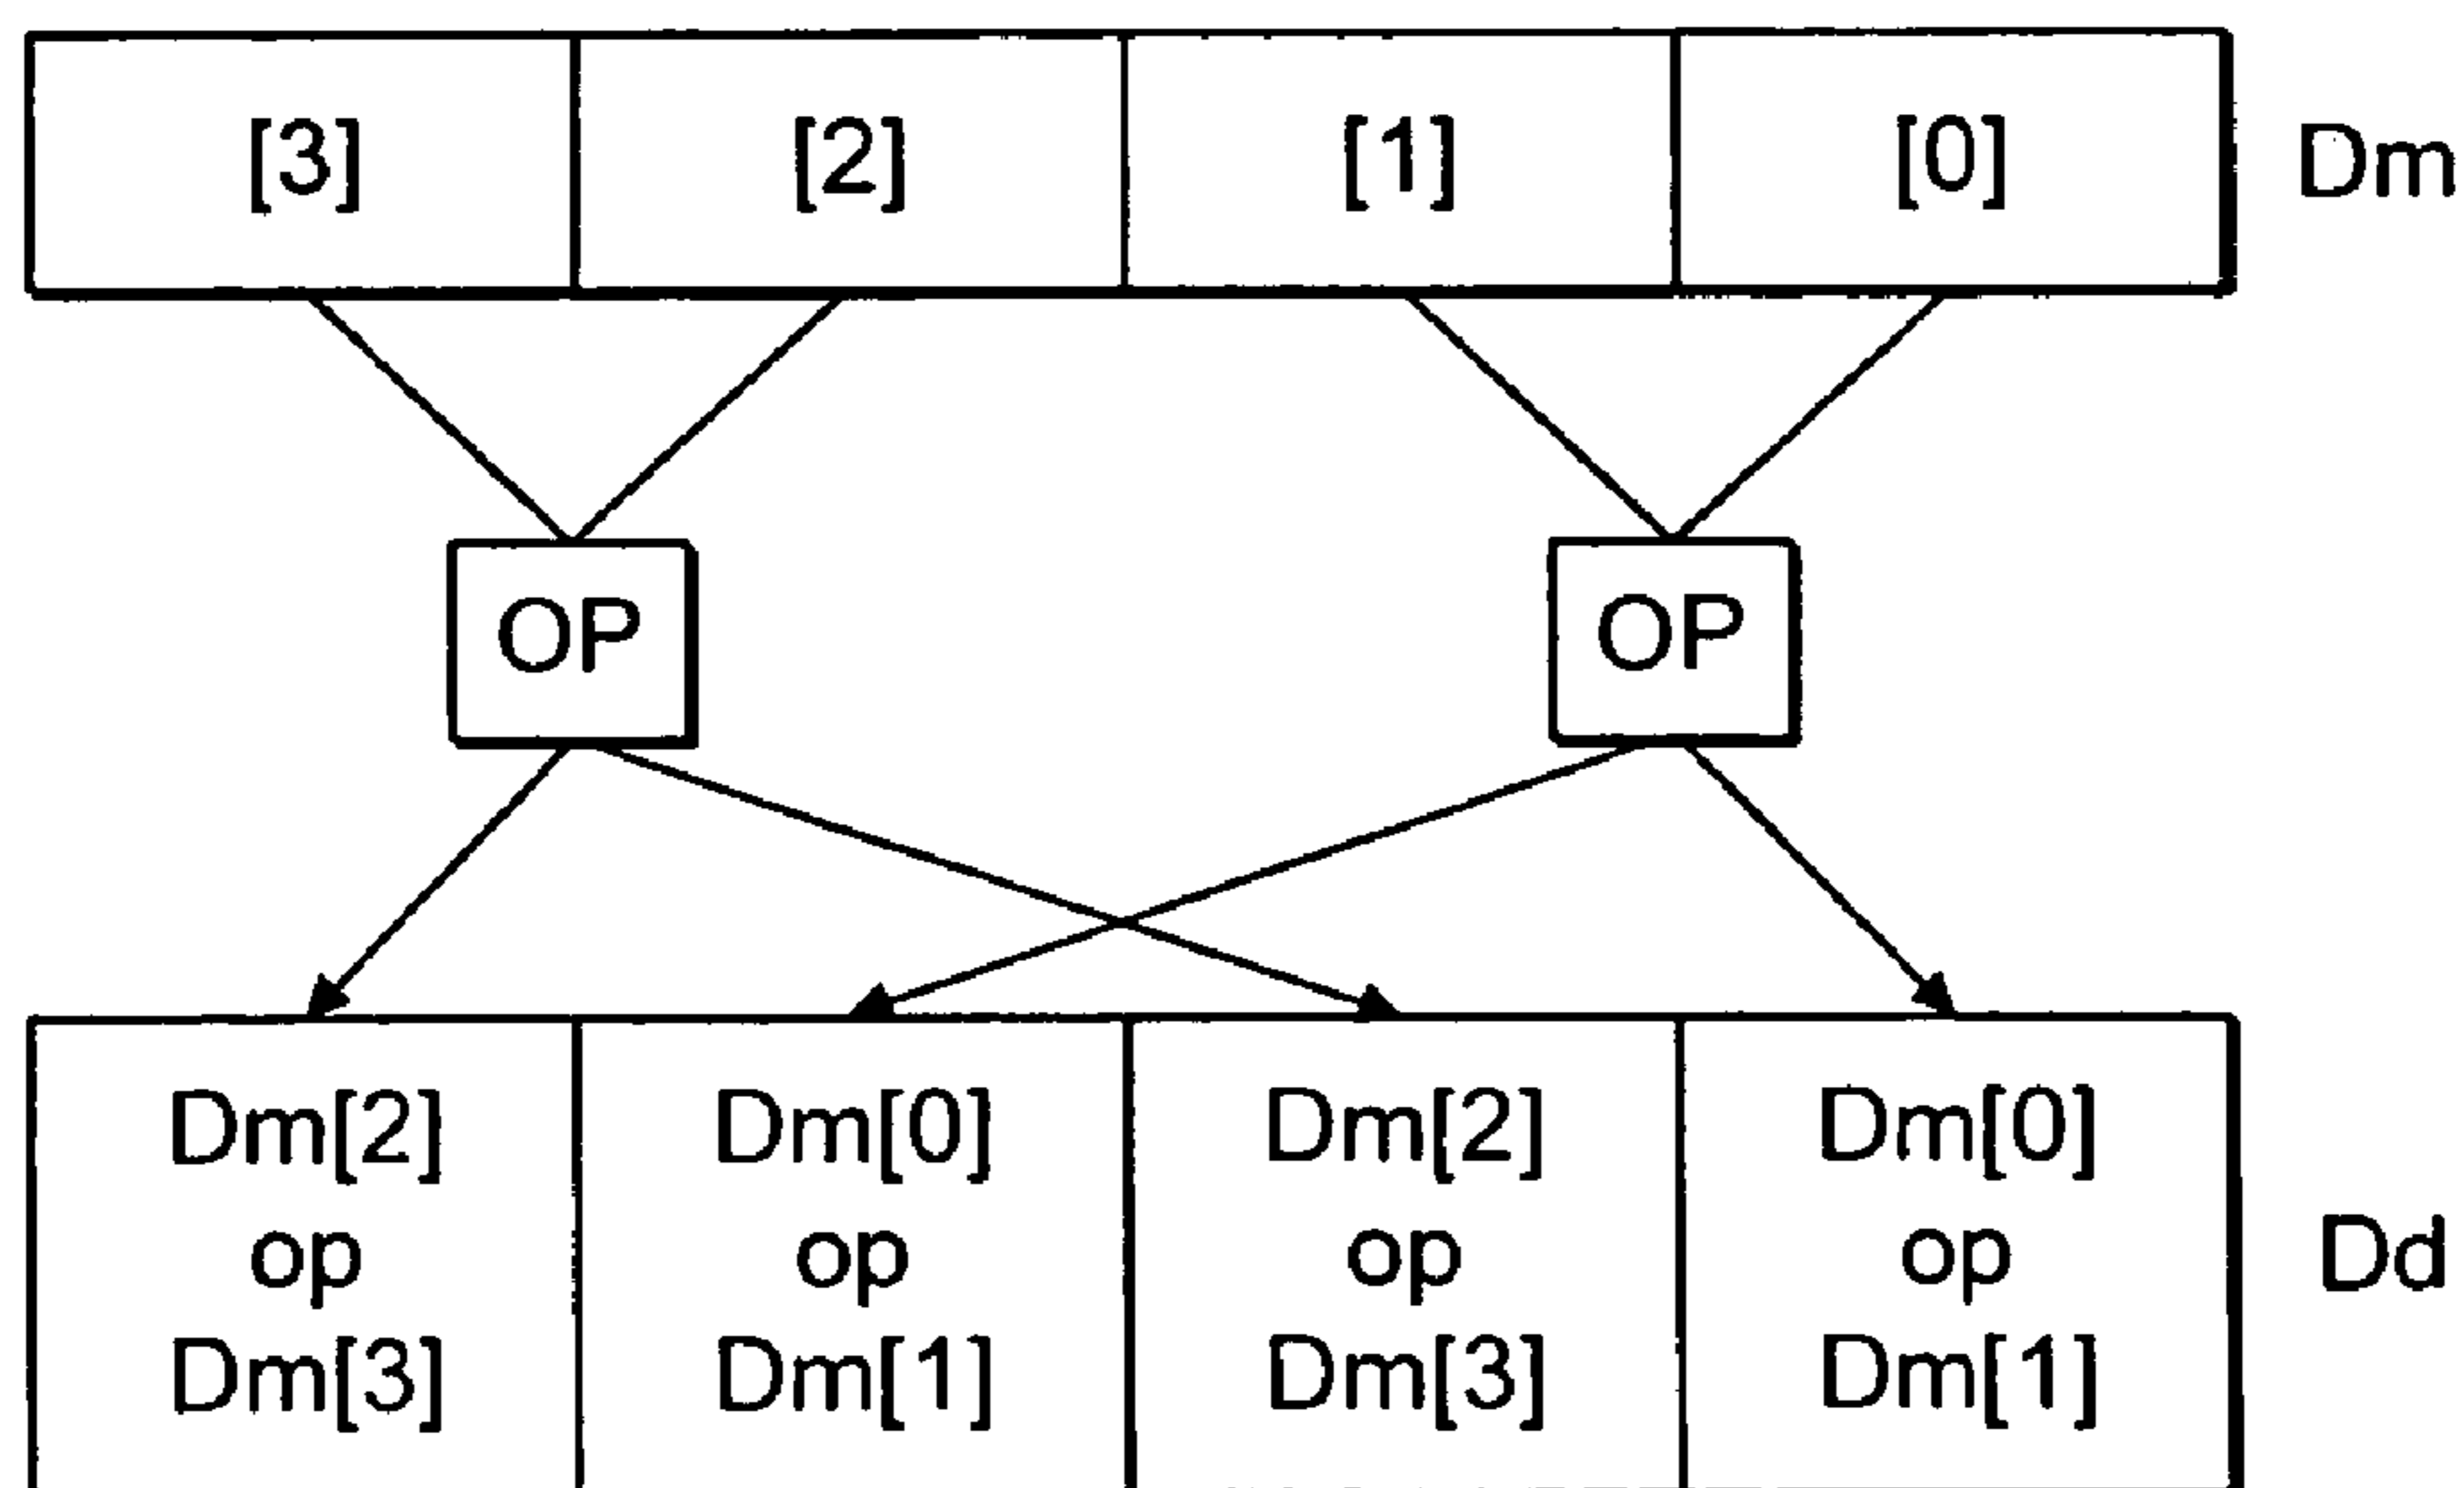 [3] [2] [1] [0] Dm
OP OP
Dm[2] Dm[0] Dm[2] Dm[0]
op op op op Dd
Dm[3] Dm[1] Dm[3] Dm[1]